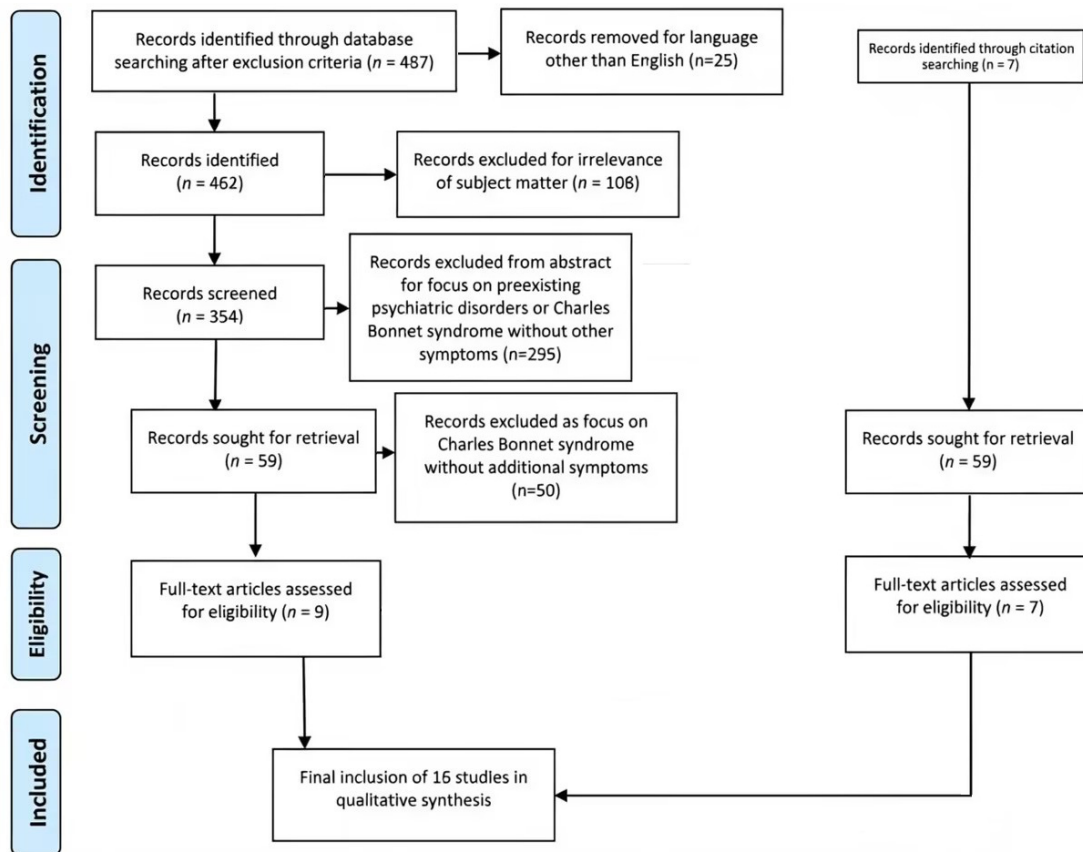 Identification
Records identified through database
searching after exclusion criteria (n = 487)
Records removed for language
other than English (n=25)
Records identified through citation
searching (n = 7)
Records identified
(n = 462)
Records excluded for irrelevance
of subject matter (n = 108)
Screening
Records screened
(n = 354)
Records excluded from abstract
for focus on preexisting
psychiatric disorders or Charles
Bonnet syndrome without other
symptoms (n=295)
Records sought for retrieval
(n = 59)
Records excluded as focus on
Charles Bonnet syndrome
without additional symptoms
(n=50)
Records sought for retrieval
(n = 59)
Eligibility
Full-text articles assessed
for eligibility (n = 9)
Full-text articles assessed
for eligibility (n = 7)
Included
Final inclusion of 16 studies in
qualitative synthesis